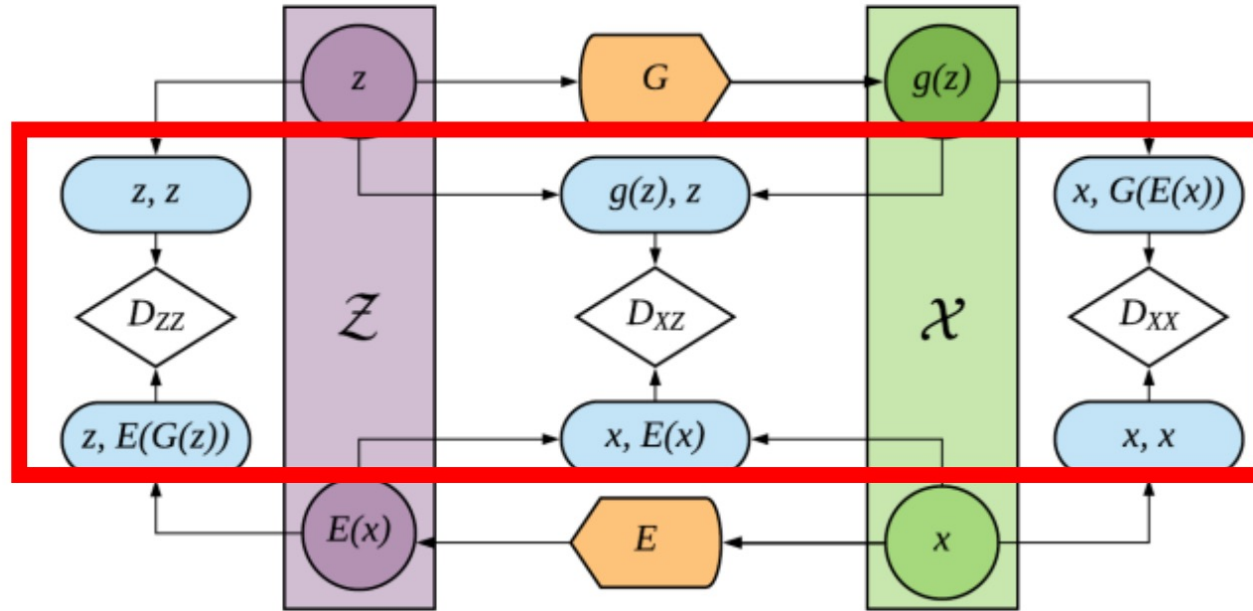 z G g(z)
z, z g(z), z x, G(E(x))
D_ZZ 𝒵 D_XZ 𝒳 D_XX
z, E(G(z)) x, E(x) x, x
E(x) E x